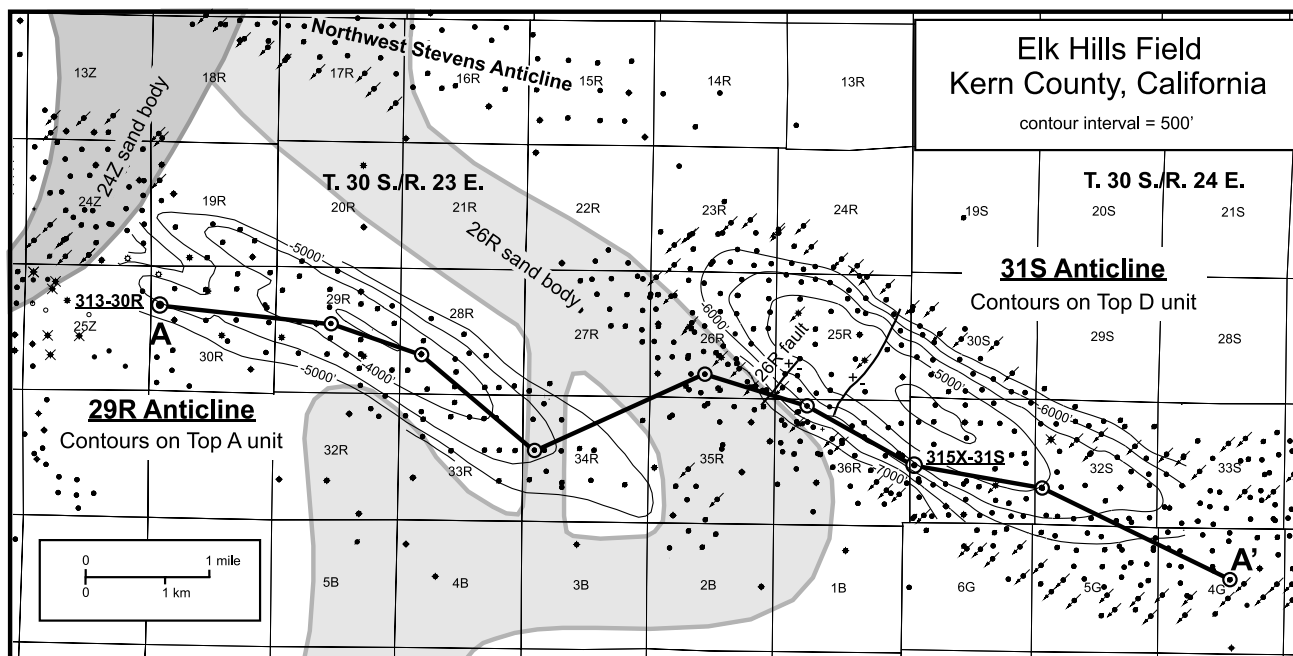 Elk Hills Field
Kern County, California
contour interval = 500'
Northwest Stevens Anticline
13Z
18R
17R
16R
15R
14R
13R
24Z sand body
T. 30 S./R. 23 E.
T. 30 S./R. 24 E.
24Z
19R
20R
21R
22R
23R
24R
19S
20S
21S
26R sand body
-5000'
31S Anticline
Contours on Top D unit
313-30R
A
25Z
30R
29R
28R
27R
26R
25R
30S
29S
28S
-6000'
26R fault
+
-
+
-
-5000'
-4000'
-5000'
-6000'
29R Anticline
Contours on Top A unit
32R
33R
34R
35R
36R
-7000'
315X-31S
32S
33S
A'
5B
4B
3B
2B
1B
6G
5G
4G
0
1 mile
0
1 km